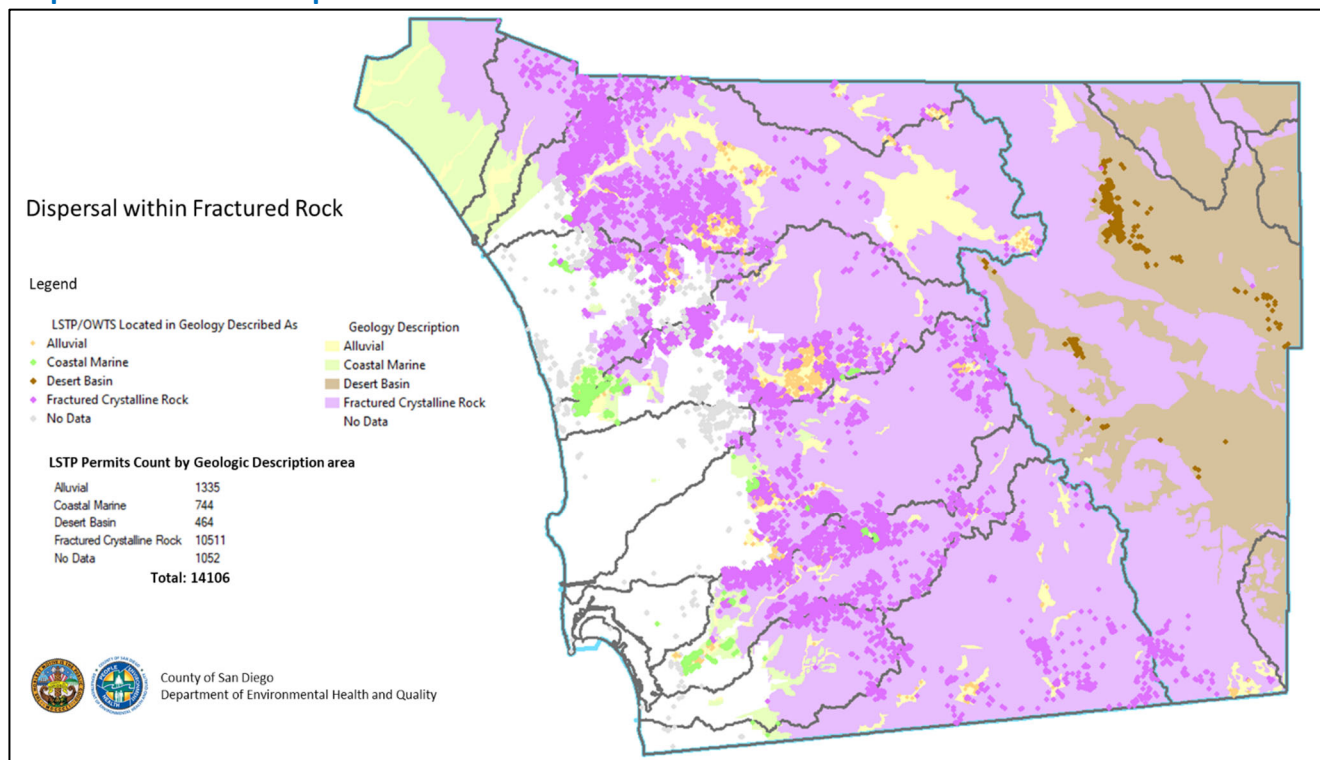 Dispersal within Fractured Rock
Legend
LSTP/OWTS Located in Geology Described As
Alluvial
Coastal Marine
Desert Basin
Fractured Crystalline Rock
No Data
Geology Description
Alluvial
Coastal Marine
Desert Basin
Fractured Crystalline Rock
No Data
LSTP Permits Count by Geologic Description area
Alluvial 1335
Coastal Marine 744
Desert Basin 464
Fractured Crystalline Rock 10511
No Data 1052
Total: 14106
County of San Diego
Department of Environmental Health and Quality